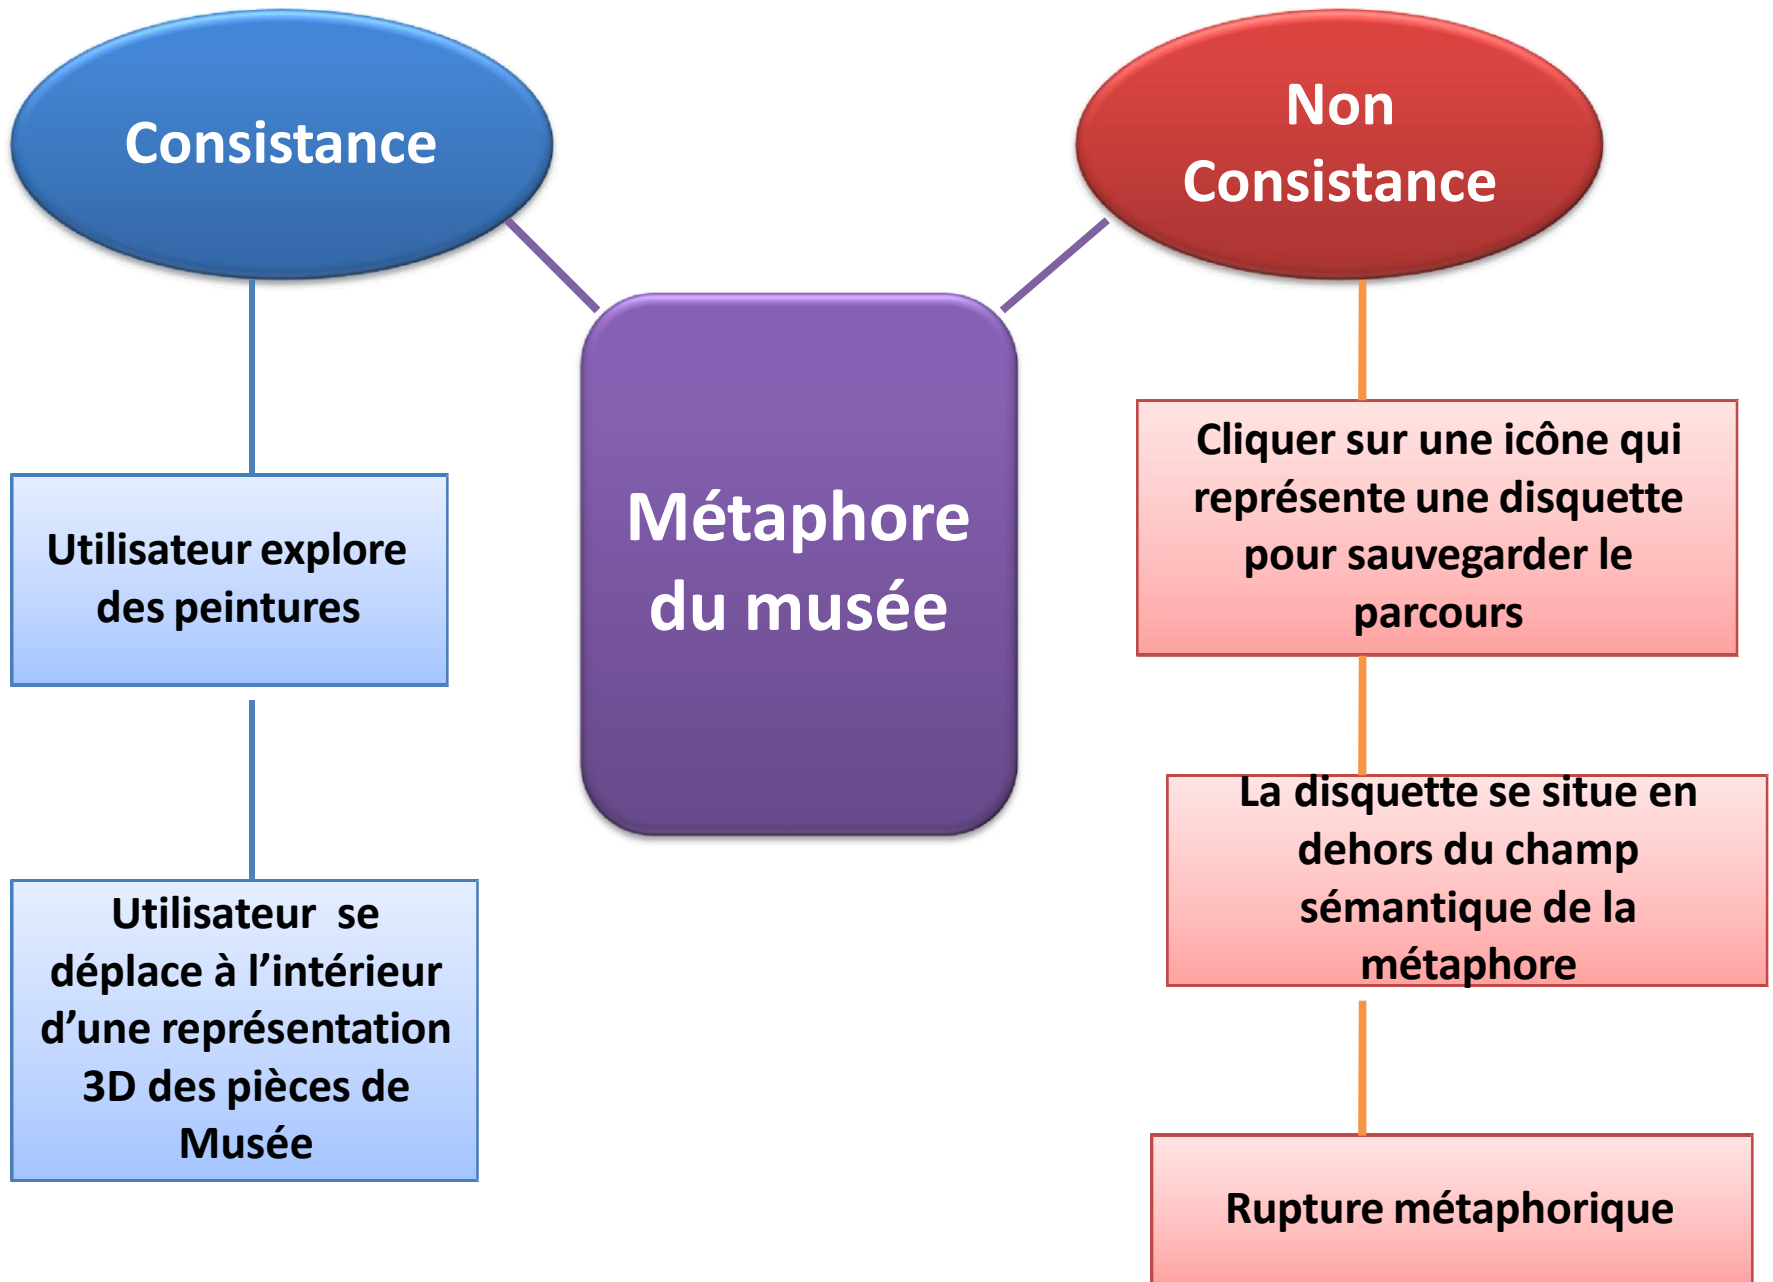 Consistance
Non
Consistance
Métaphore
du musée
Utilisateur explore
des peintures
Utilisateur se
déplace à l’intérieur
d’une représentation
3D des pièces de
Musée
Cliquer sur une icône qui
représente une disquette
pour sauvegarder le
parcours
La disquette se situe en
dehors du champ
sémantique de la
métaphore
Rupture métaphorique